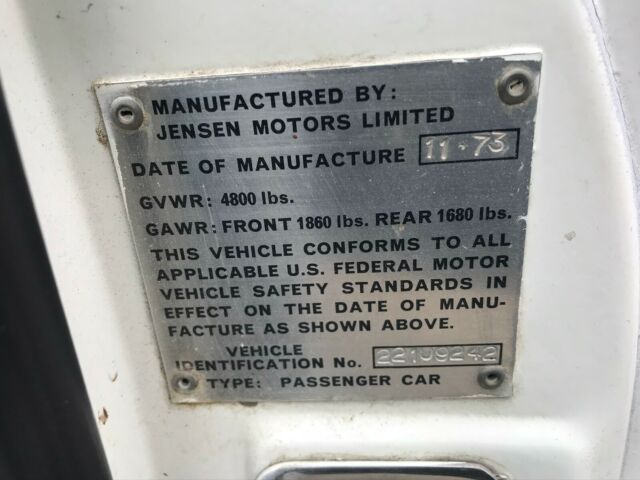 MANUFACTURED BY:
JENSEN MOTORS LIMITED
DATE OF MANUFACTURE 11-73
GVWR: 4800 lbs.
GAWR: FRONT 1860 lbs. REAR 1680 lbs.
THIS VEHICLE CONFORMS TO ALL
APPLICABLE U.S. FEDERAL MOTOR
VEHICLE SAFETY STANDARDS IN
EFFECT ON THE DATE OF MANU-
FACTURE AS SHOWN ABOVE.
VEHICLE
IDENTIFICATION No.
TYPE: PASSENGER CAR